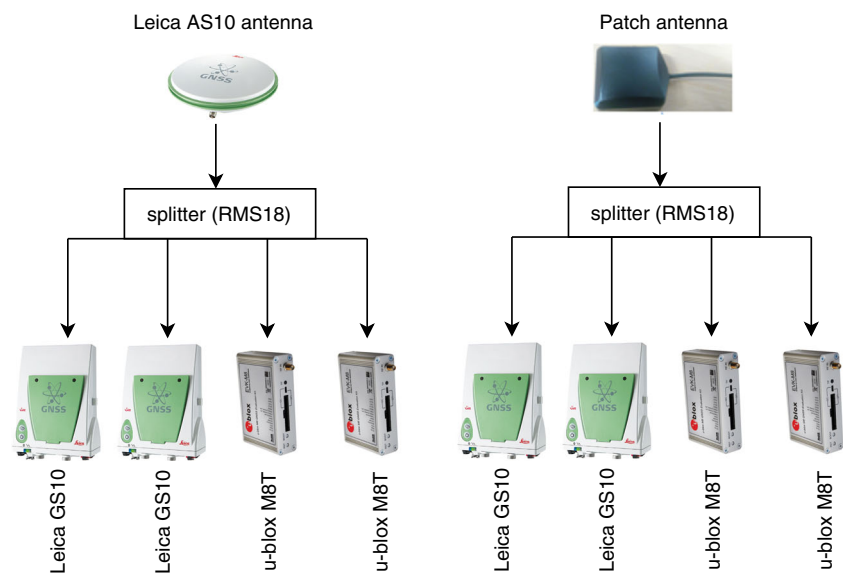 Leica AS10 antenna
Patch antenna
GNSS
splitter (RMS18)
splitter (RMS18)
GNSS
GNSS
blox
blox
GNSS
GNSS
blox
blox
Leica GS10
Leica GS10
u-blox M8T
u-blox M8T
Leica GS10
Leica GS10
u-blox M8T
u-blox M8T